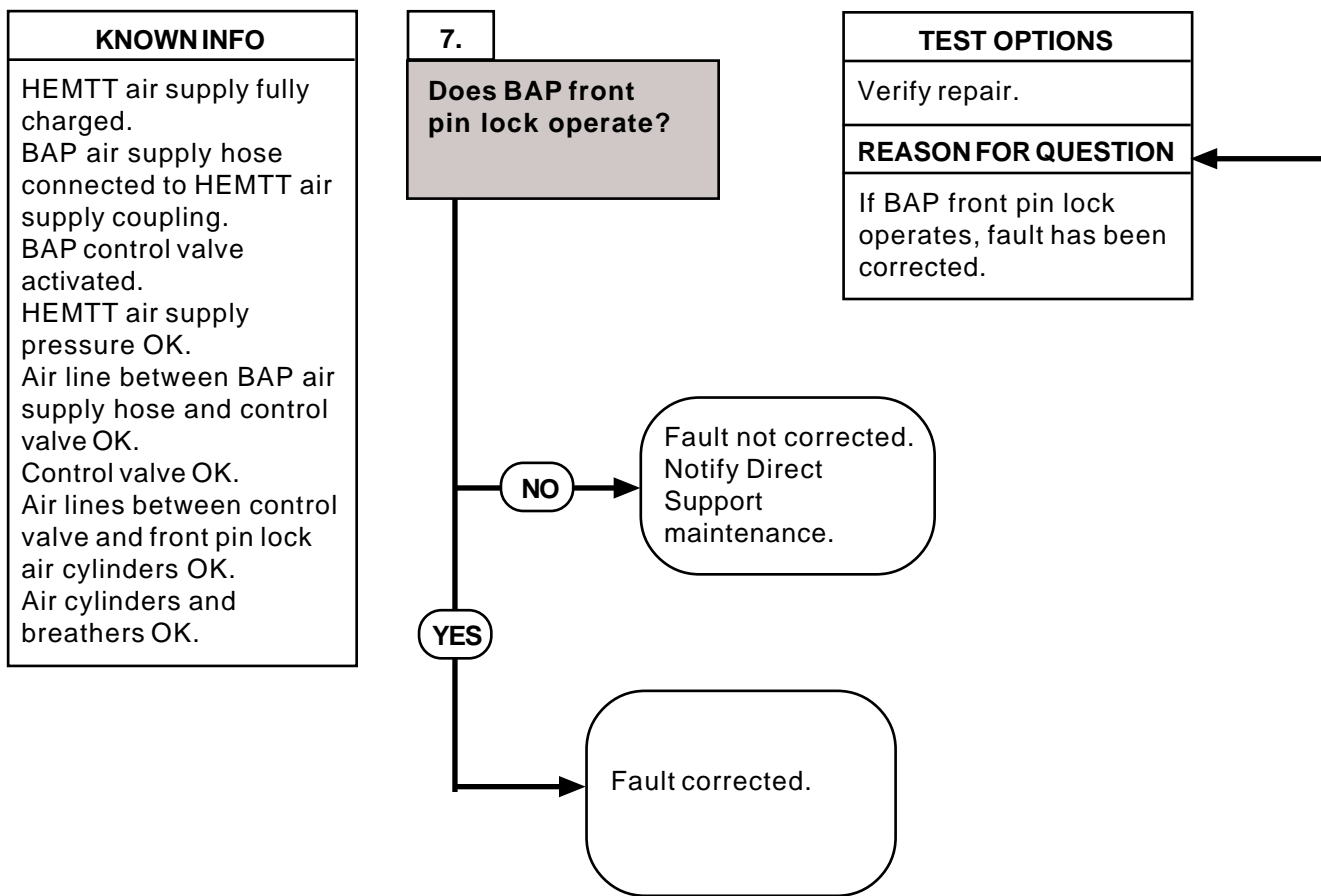 KNOWN INFO
HEMTT air supply fully
charged.
BAP air supply hose
connected to HEMTT air
supply coupling.
BAP control valve
activated.
HEMTT air supply
pressure OK.
Air line between BAP air
supply hose and control
valve OK.
Control valve OK.
Air lines between control
valve and front pin lock
air cylinders OK.
Air cylinders and
breathers OK.
7.
Does BAP front
pin lock operate?
TEST OPTIONS
Verify repair.
REASON FOR QUESTION
If BAP front pin lock
operates, fault has been
corrected.
NO
Fault not corrected.
Notify Direct
Support
maintenance.
YES
Fault corrected.